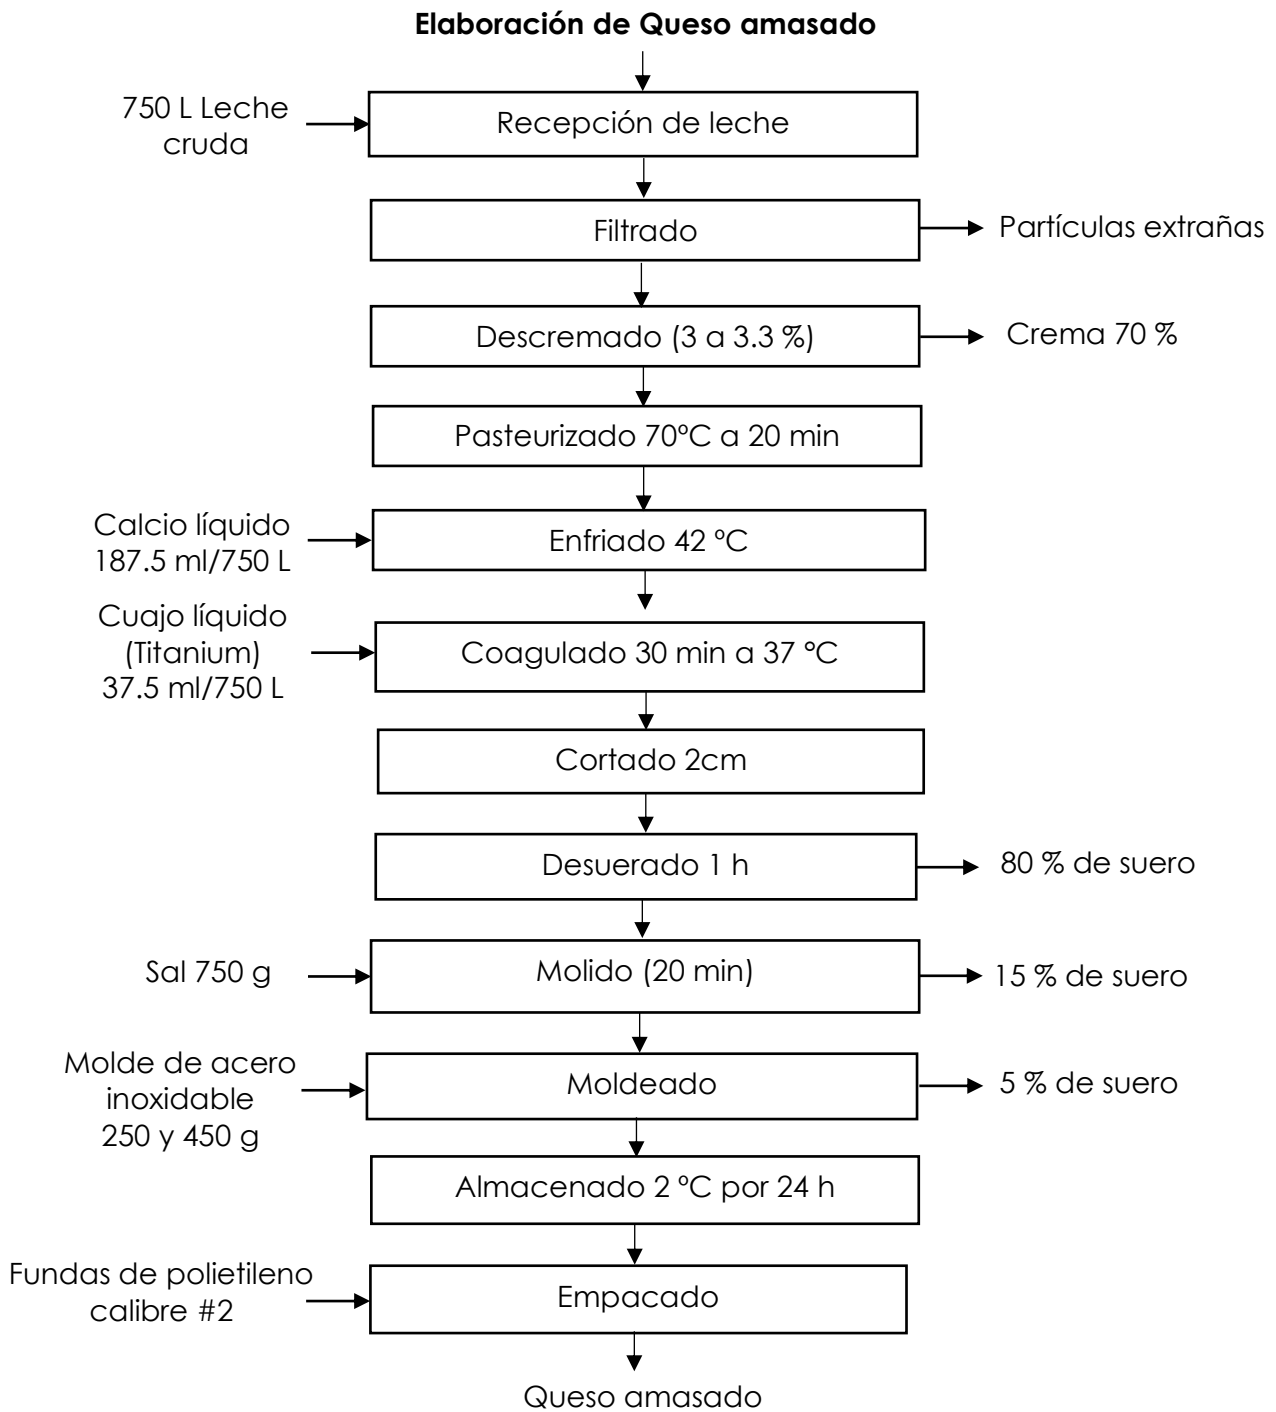 Elaboración de Queso amasado
750 L Leche
cruda
Recepción de leche
Filtrado
Partículas extrañas
Descremado (3 a 3.3 %)
Crema 70 %
Pasteurizado 70ºC a 20 min
Calcio líquido
187.5 ml/750 L
Enfriado 42 ºC
Cuajo líquido
(Titanium)
37.5 ml/750 L
Coagulado 30 min a 37 ºC
Cortado 2cm
Desuerado 1 h
80 % de suero
Sal 750 g
Molido (20 min)
15 % de suero
Molde de acero
inoxidable
250 y 450 g
Moldeado
5 % de suero
Almacenado 2 ºC por 24 h
Fundas de polietileno
calibre #2
Empacado
Queso amasado